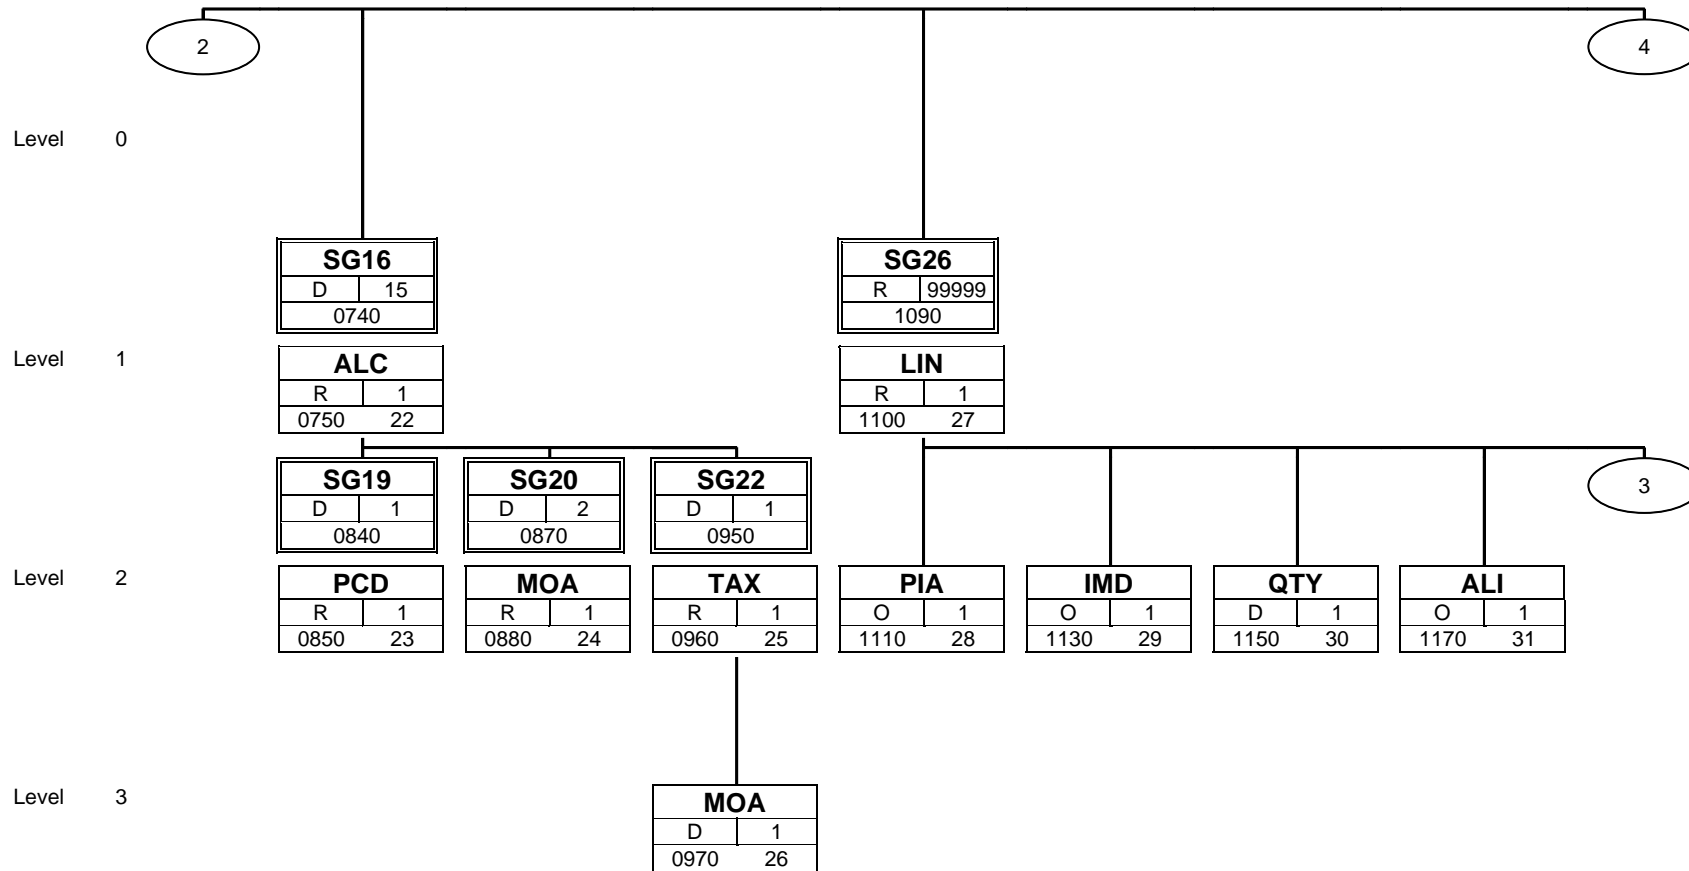 2 4
Level 0
SG16 SG26
D 15 R 99999
0740 1090
Level 1 ALC LIN
R 1 R 1
0750 22 1100 27
SG19 SG20 SG22
D 1 D 2 D 1 3
0840 0870 0950
Level 2 PCD MOA TAX PIA IMD QTY ALI
R 1 R 1 R 1 O 1 O 1 D 1 O 1
0850 23 0880 24 0960 25 1110 28 1130 29 1150 30 1170 31
Level 3 MOA
D 1
0970 26